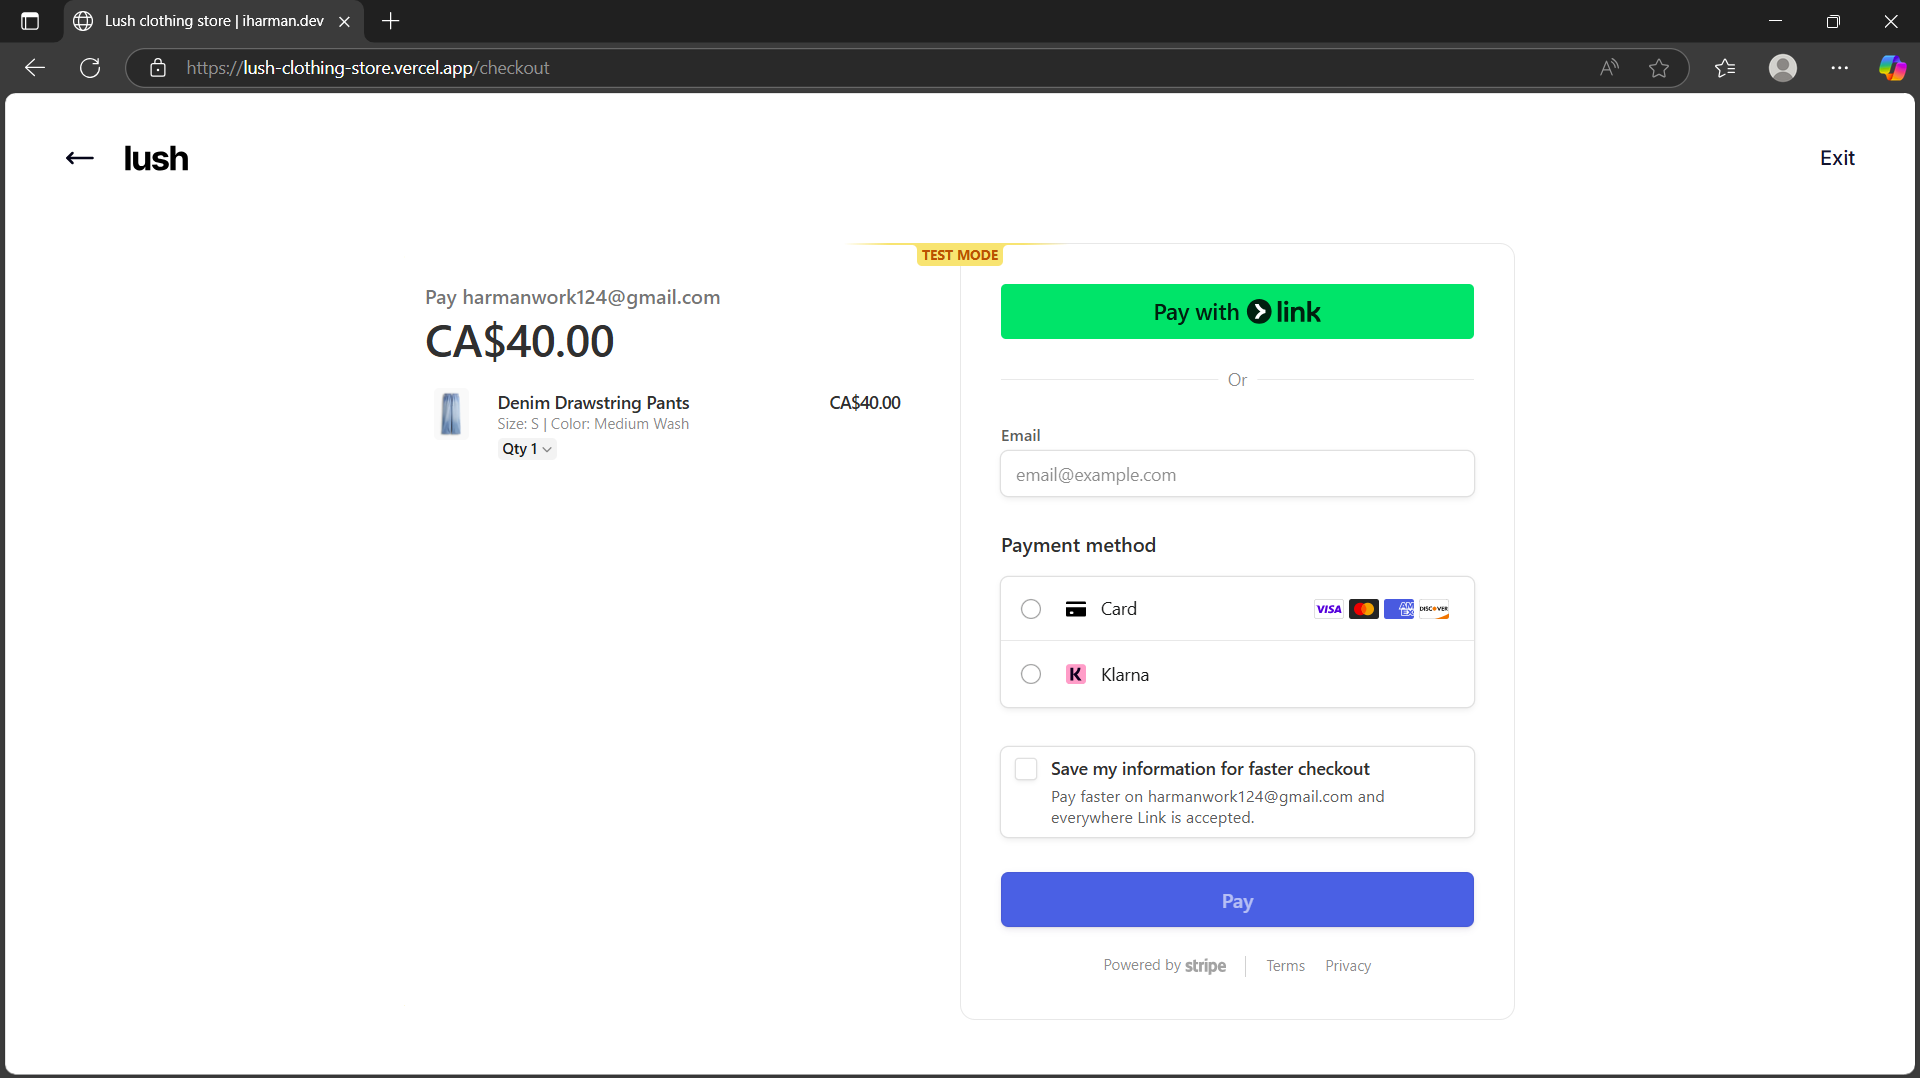 Lush clothing store | iharman.dev
https://lush-clothing-store.vercel.app/checkout
lush
Exit
TEST MODE
Pay harmanwork124@gmail.com
CA$40.00
Denim Drawstring Pants
CA$40.00
Size: S | Color: Medium Wash
Qty 1
Pay with link
Or
Email
email@example.com
Payment method
Card
VISA
AM
EX
DISCOVER
K
Klarna
Save my information for faster checkout
Pay faster on harmanwork124@gmail.com and
everywhere Link is accepted.
Pay
Powered by stripe
Terms
Privacy